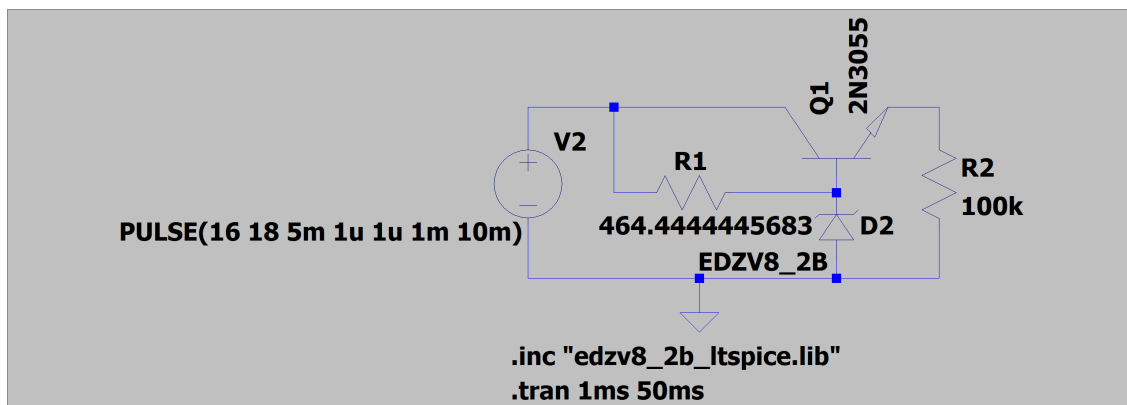 Q1
2N3055
V2
R1
R2
100k
PULSE(16 18 5m 1u 1u 1m 10m)
464.4444445683
D2
EDZV8_2B
.inc "edzv8_2b_ltspice.lib"
.tran 1ms 50ms